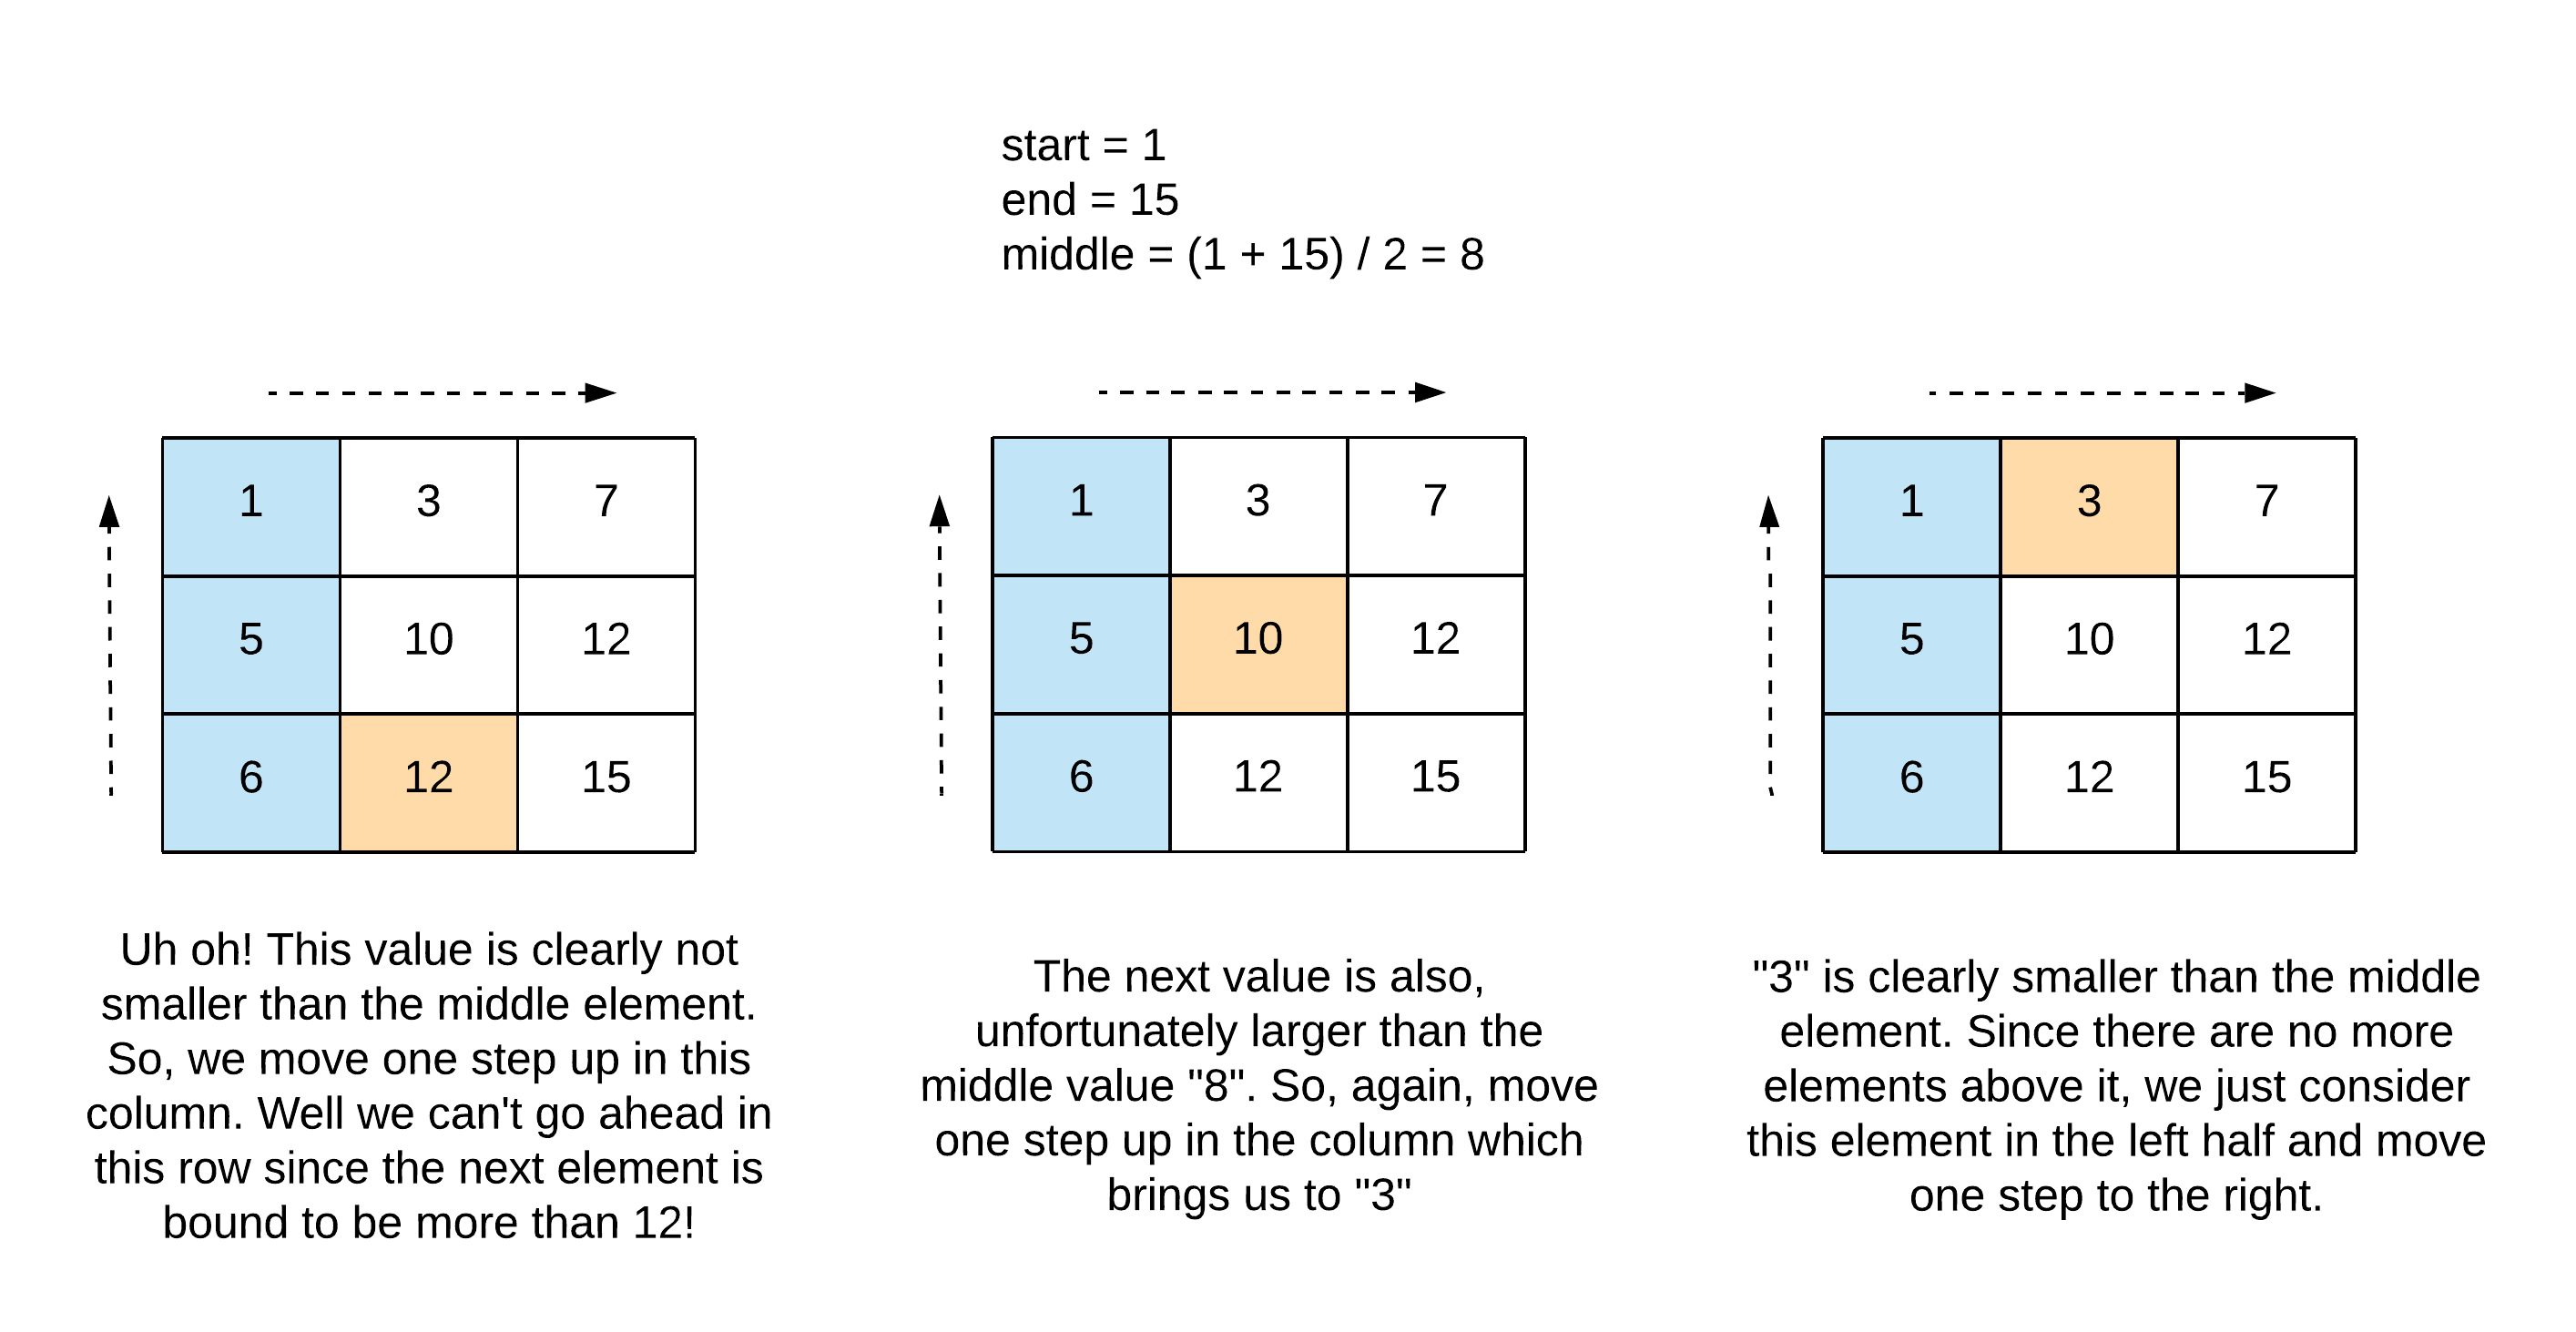 start = 1
end = 15
middle = (1 + 15) / 2 = 8
1 3 7
5 10 12
6 12 15
Uh oh! This value is clearly not
smaller than the middle element.
So, we move one step up in this
column. Well we can't go ahead in
this row since the next element is
bound to be more than 12!
1 3 7
5 10 12
6 12 15
The next value is also,
unfortunately larger than the
middle value "8". So, again, move
one step up in the column which
brings us to "3"
1 3 7
5 10 12
6 12 15
"3" is clearly smaller than the middle
element. Since there are no more
elements above it, we just consider
this element in the left half and move
one step to the right.